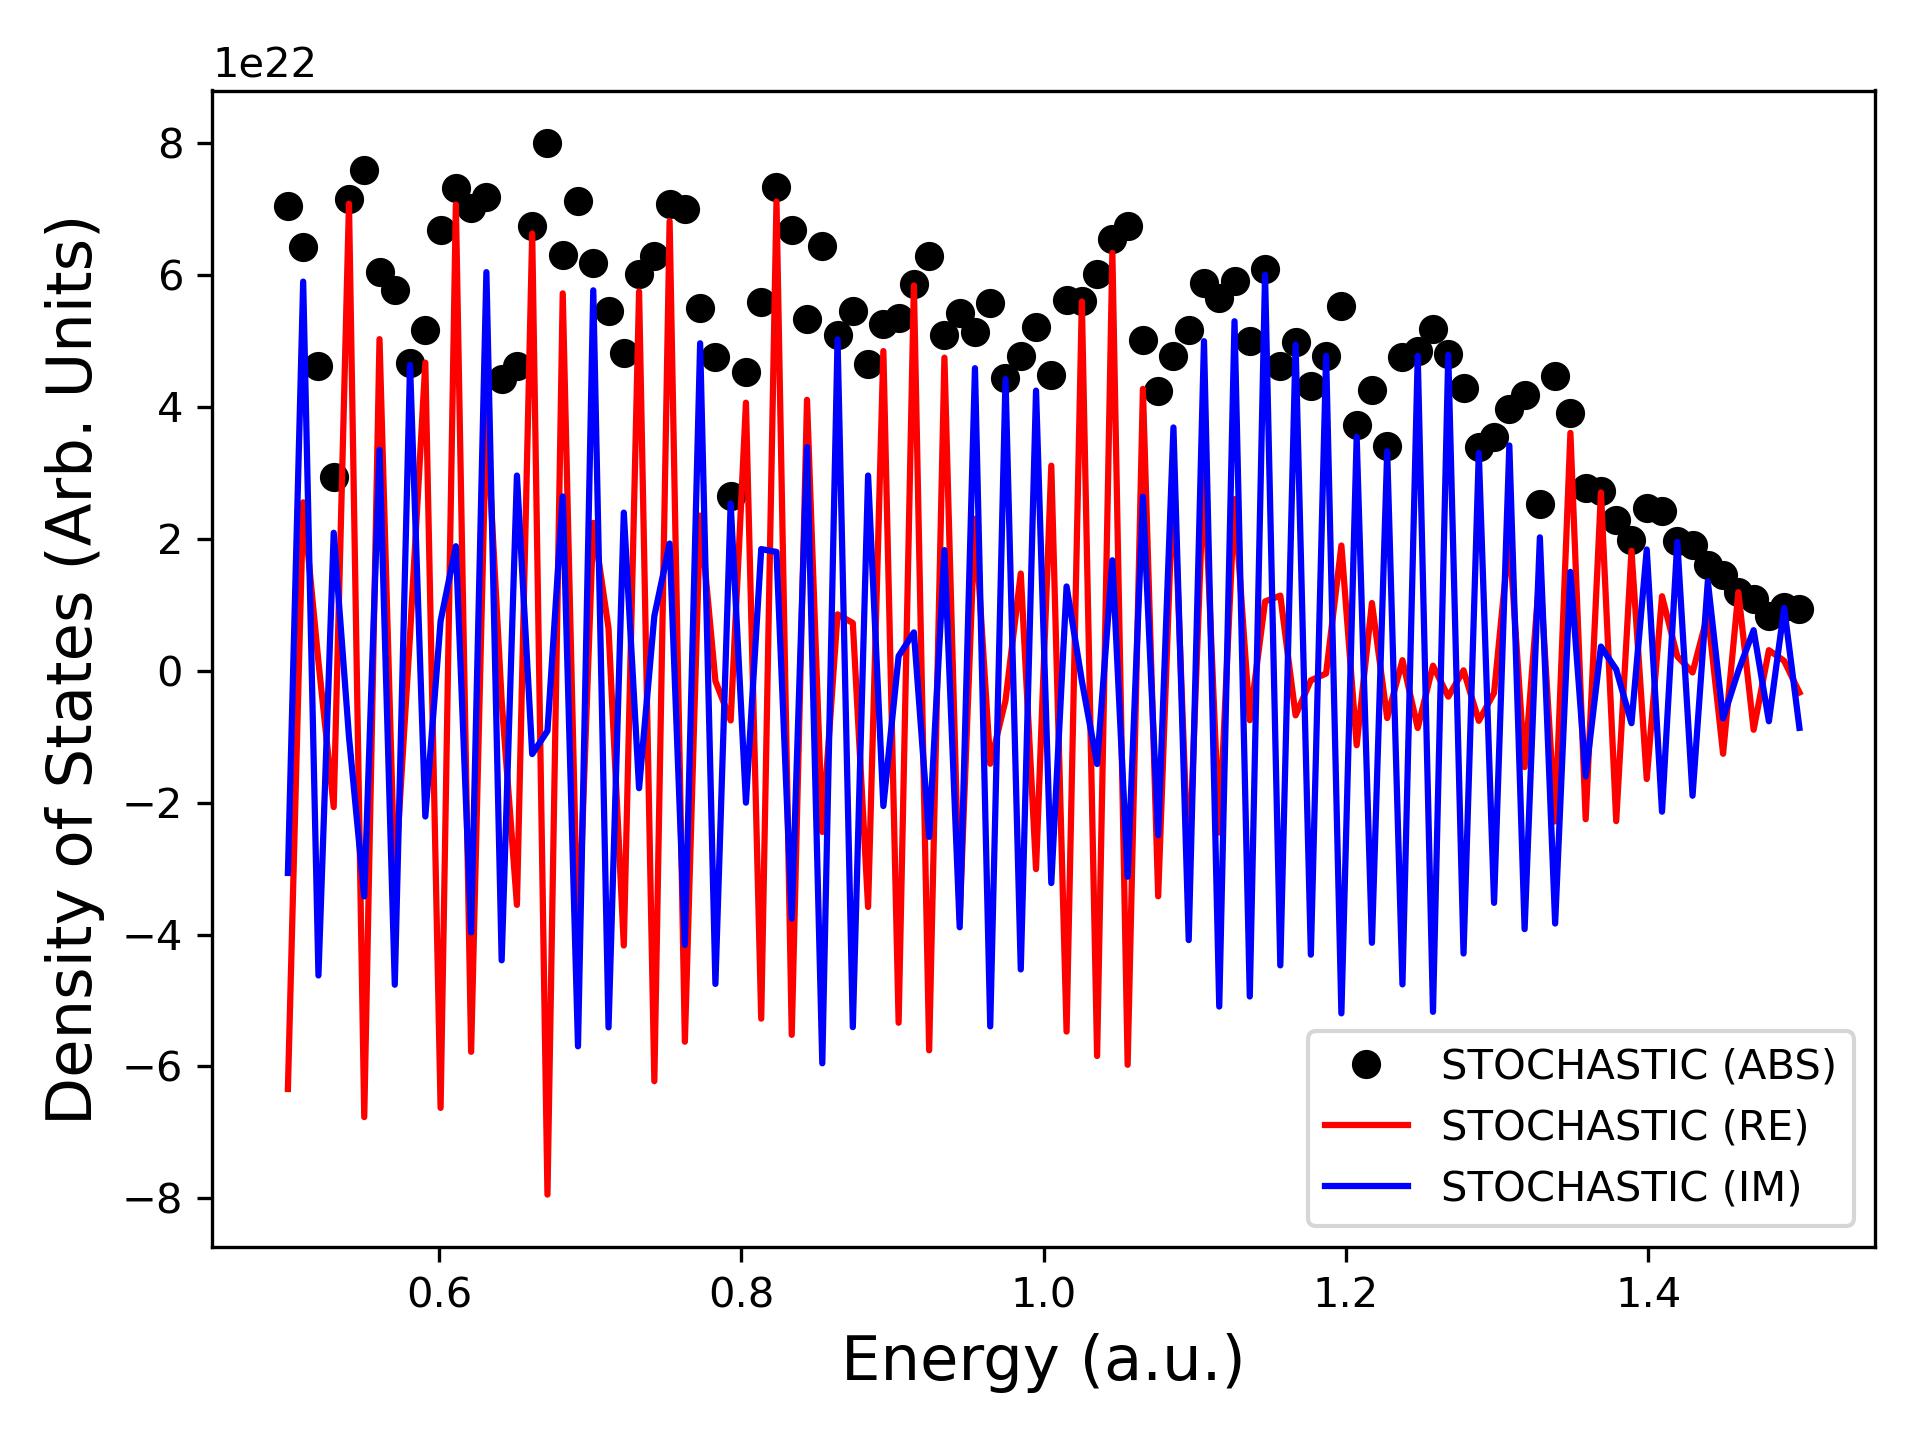 1e22
Density of States (Arb. Units)
8
6
4
2
0
−2
−4
−6
−8
STOCHASTIC (ABS)
STOCHASTIC (RE)
STOCHASTIC (IM)
0.6 0.8 1.0 1.2 1.4
Energy (a.u.)